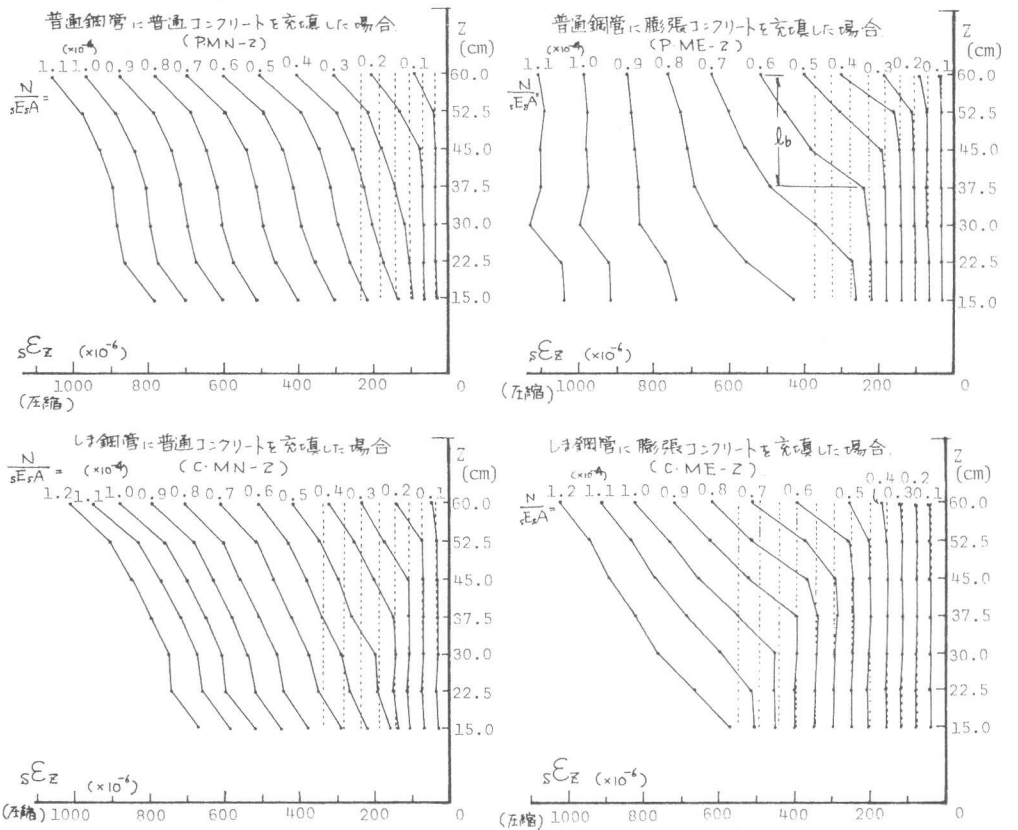 普通鋼管に普通コンクリートを充填した場合
(PMN-2)
(×10⁻⁴)
N/sEsA =
1.1 1.0 0.9 0.8 0.7 0.6 0.5 0.4 0.3 0.2 0.1
Z
(cm)
60.0
52.5
45.0
37.5
30.0
22.5
15.0
sεz (×10⁻⁶)
1000 800 600 400 200 0
(圧縮)
普通鋼管に膨張コンクリートを充填した場合
(P·ME-2)
(×10⁻⁴)
N/sEsA =
1.1 1.0 0.9 0.8 0.7 0.6 0.5 0.4 0.3 0.2 0.1
lb
Z
(cm)
60.0
52.5
45.0
37.5
30.0
22.5
15.0
sεz (×10⁻⁶)
1000 800 600 400 200 0
(圧縮)
しま鋼管に普通コンクリートを充填した場合
(C·MN-2)
N/sEsA = (×10⁻⁴)
1.2 1.1 1.0 0.9 0.8 0.7 0.6 0.5 0.4 0.3 0.2 0.1
Z
(cm)
60.0
52.5
45.0
37.5
30.0
22.5
15.0
sεz (×10⁻⁶)
(圧縮) 1000 800 600 400 200 0
しま鋼管に膨張コンクリートを充填した場合
(C·ME-2)
(×10⁻⁴)
N/sEsA =
0.4 0.2
1.2 1.1 1.0 0.9 0.8 0.7 0.6 0.5 0.3 0.1
Z
(cm)
60.0
52.5
45.0
37.5
30.0
22.5
15.0
sεz (×10⁻⁶)
(圧縮) 1000 800 600 400 200 0